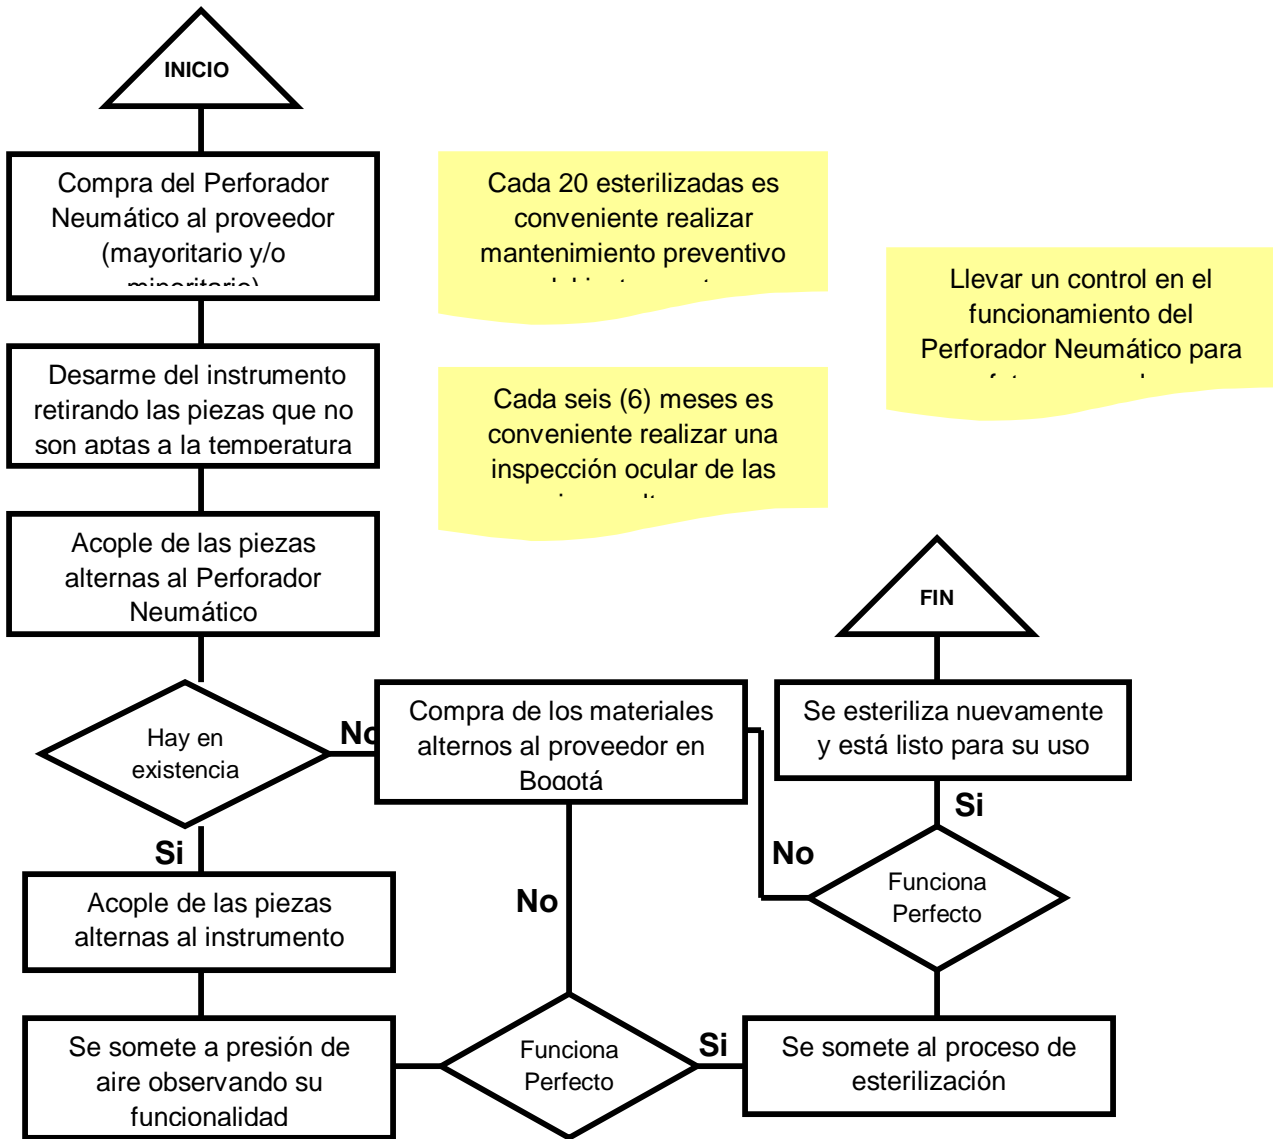 INICIO
Compra del Perforador
Neumático al proveedor
(mayoritario y/o
minoritario)
Desarme del instrumento
retirando las piezas que no
son aptas a la temperatura
Acople de las piezas
alternas al Perforador
Neumático
Hay en
existencia
No
Si
Acople de las piezas
alternas al instrumento
Se somete a presión de
aire observando su
funcionalidad
Cada 20 esterilizadas es
conveniente realizar
mantenimiento preventivo
Cada seis (6) meses es
conveniente realizar una
inspección ocular de las
Llevar un control en el
funcionamiento del
Perforador Neumático para
Compra de los materiales
alternos al proveedor en
Bogotá
No
Funciona
Perfecto
Si
Se somete al proceso de
esterilización
Funciona
Perfecto
No
Si
Se esteriliza nuevamente
y está listo para su uso
FIN